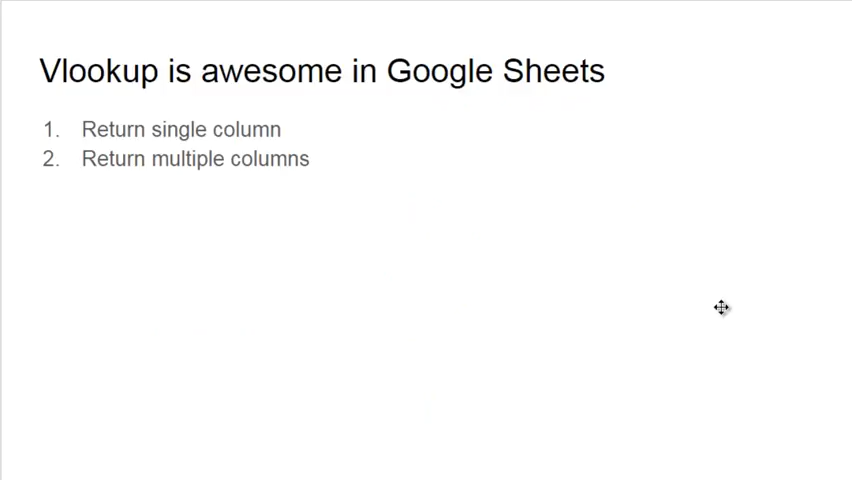 Vlookup is awesome in Google Sheets
1. Return single column
2. Return multiple columns